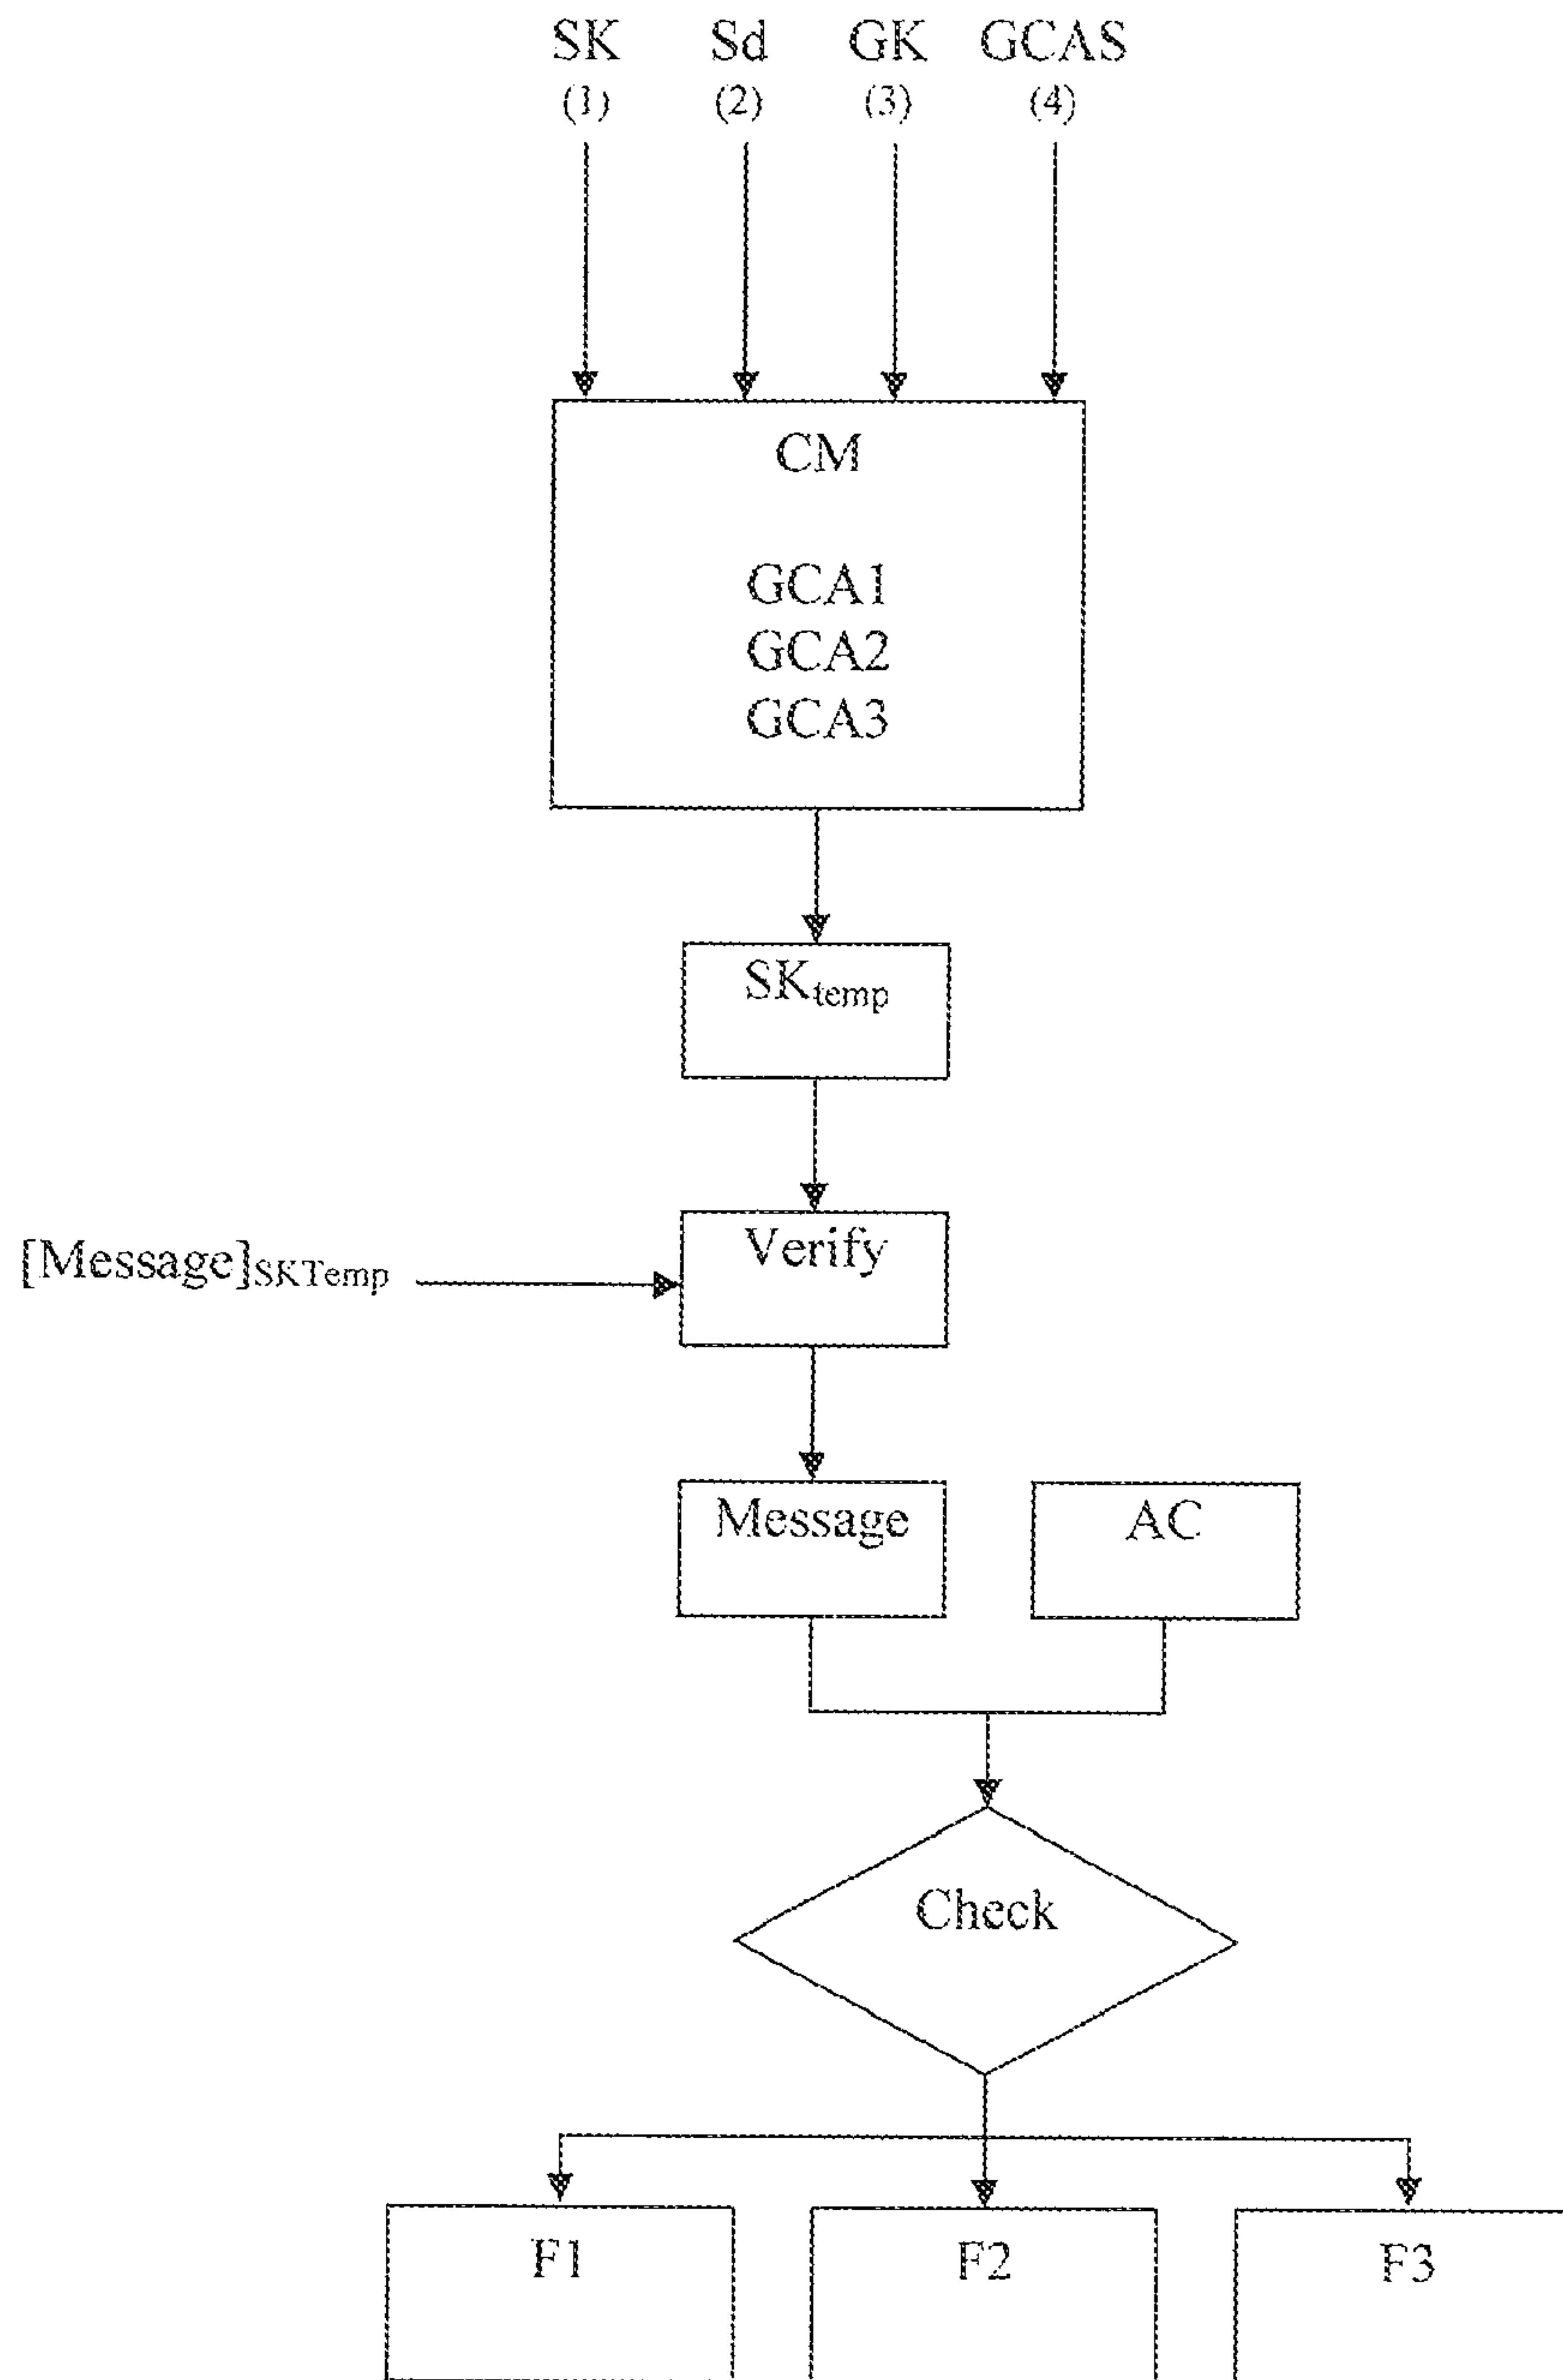 SK Sd GK GCAS
(1) (2) (3) (4)
CM
GCA1
GCA2
GCA3
SKtemp
Verify
[Message]SKTemp
Message AC
Check
F1 F2 F3